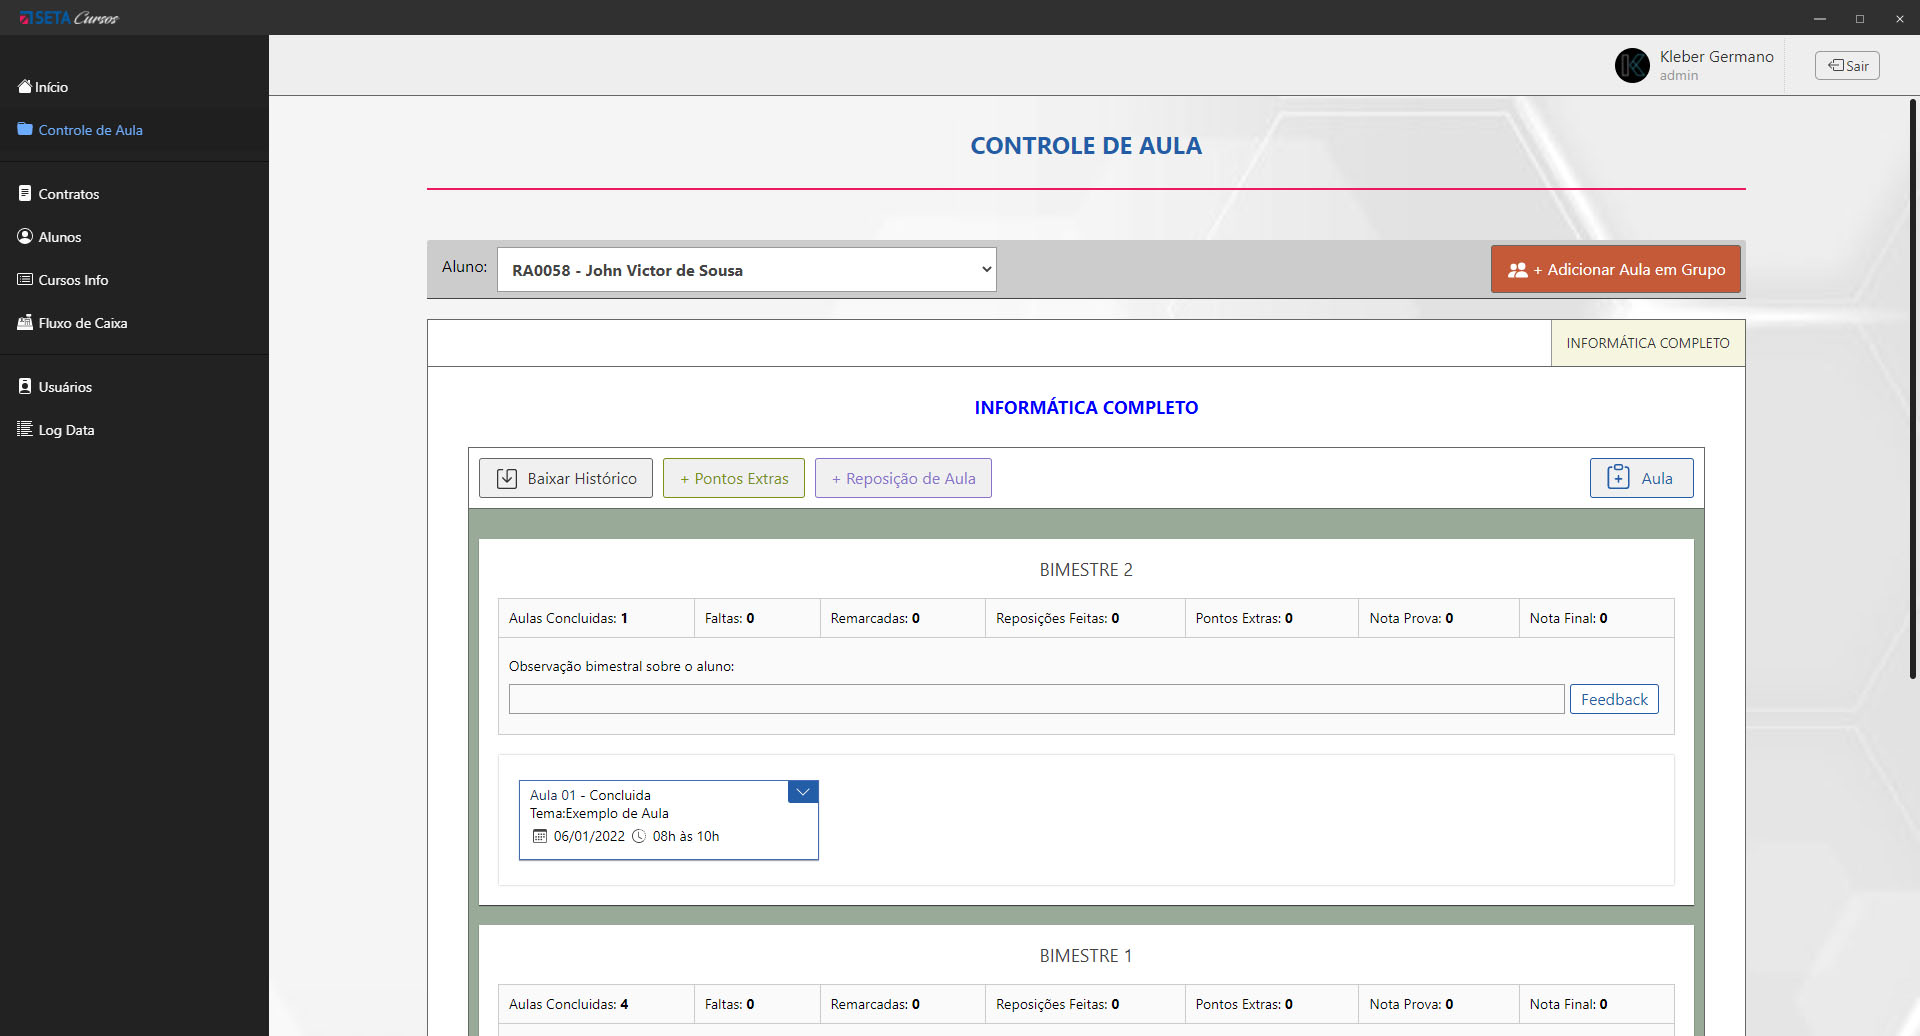 SETA Cursos
Kleber Germano
admin
Sair
Início
Controle de Aula
Contratos
Alunos
Cursos Info
Fluxo de Caixa
Usuários
Log Data
CONTROLE DE AULA
Aluno: RA0058 - John Victor de Sousa
+ Adicionar Aula em Grupo
INFORMÁTICA COMPLETO
INFORMÁTICA COMPLETO
Baixar Histórico + Pontos Extras + Reposição de Aula Aula
BIMESTRE 2
Aulas Concluidas: 1 Faltas: 0 Remarcadas: 0 Reposições Feitas: 0 Pontos Extras: 0 Nota Prova: 0 Nota Final: 0
Observação bimestral sobre o aluno:
Feedback
Aula 01 - Concluida
Tema:Exemplo de Aula
06/01/2022 08h às 10h
BIMESTRE 1
Aulas Concluidas: 4 Faltas: 0 Remarcadas: 0 Reposições Feitas: 0 Pontos Extras: 0 Nota Prova: 0 Nota Final: 0